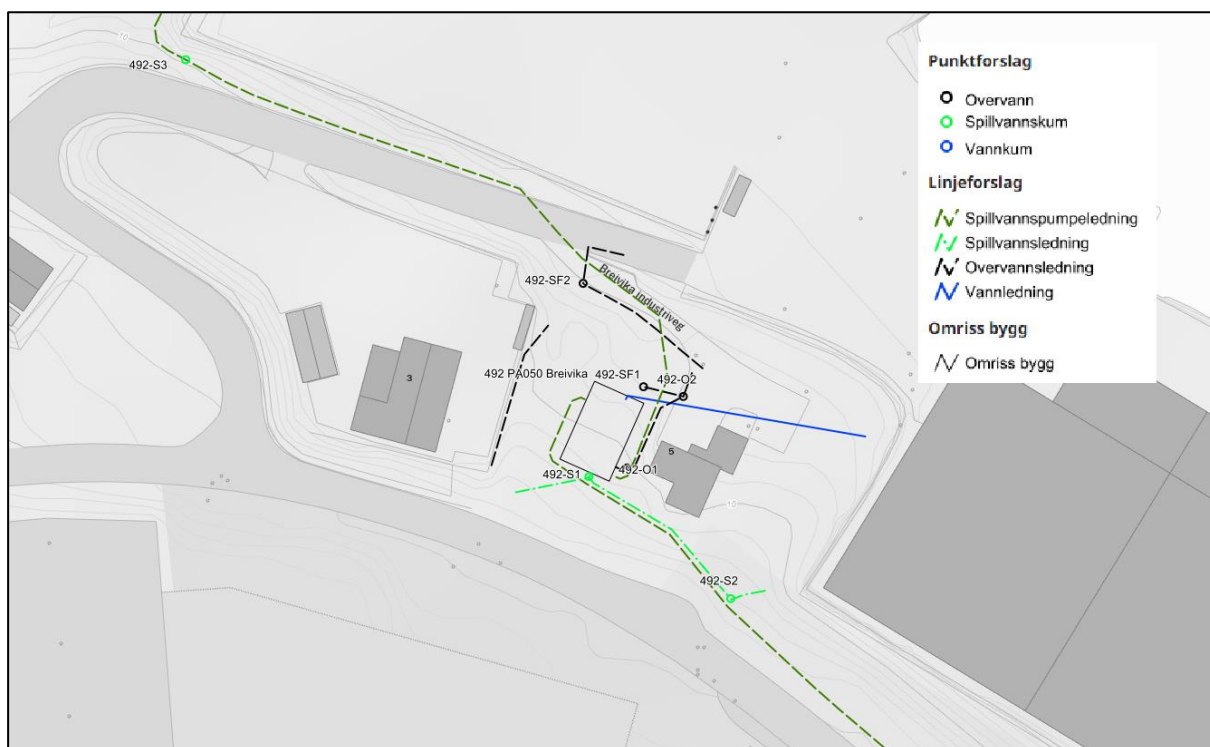 10
492-S3
492-SF2
Breivika industriveg
492 PA050 Breivika
492-SF1
492-O2
3
5
492-S1
492-O1
10
492-S2
Punktforslag
Overvann
Spillvannskum
Vannkum
Linjeforslag
Spillvannspumpeledning
Spillvannsledning
Overvannsledning
Vannledning
Omriss bygg
Omriss bygg